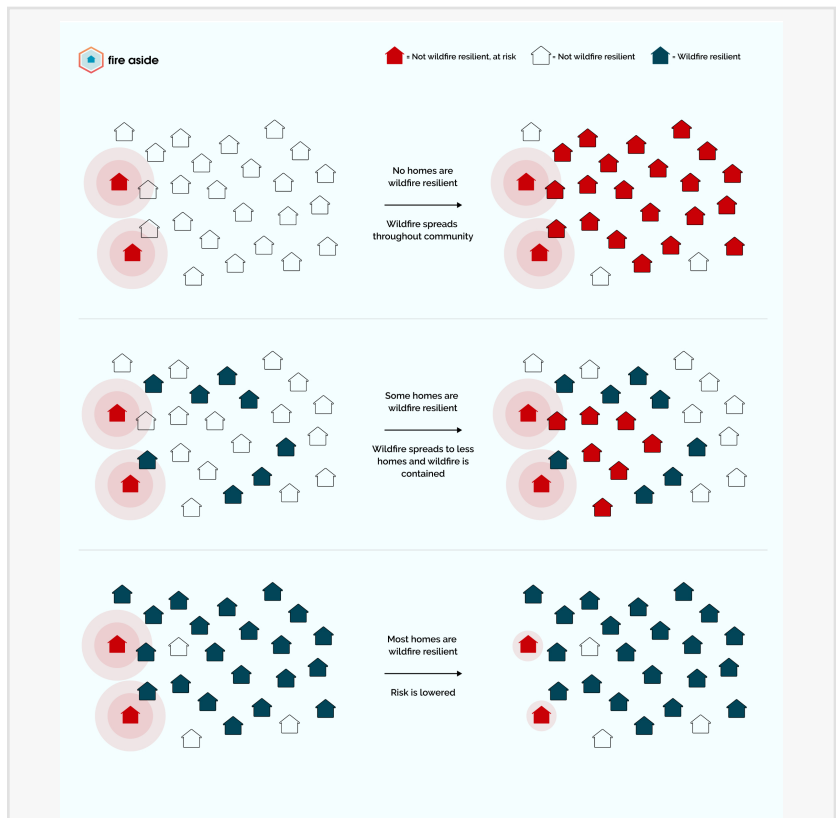 fire aside
= Not wildfire resilient, at risk
= Not wildfire resilient
= Wildfire resilient
No homes are
wildfire resilient
Wildfire spreads
throughout community
Some homes are
wildfire resilient
Wildfire spreads to less
homes and wildfire is
contained
Most homes are
wildfire resilient
Risk is lowered